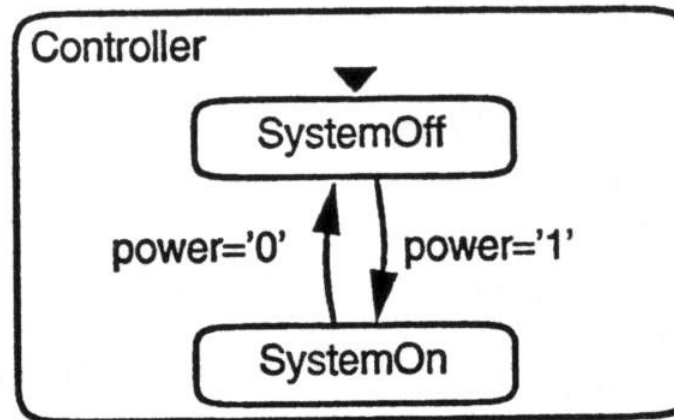 Controller
SystemOff
power='0'
power='1'
SystemOn